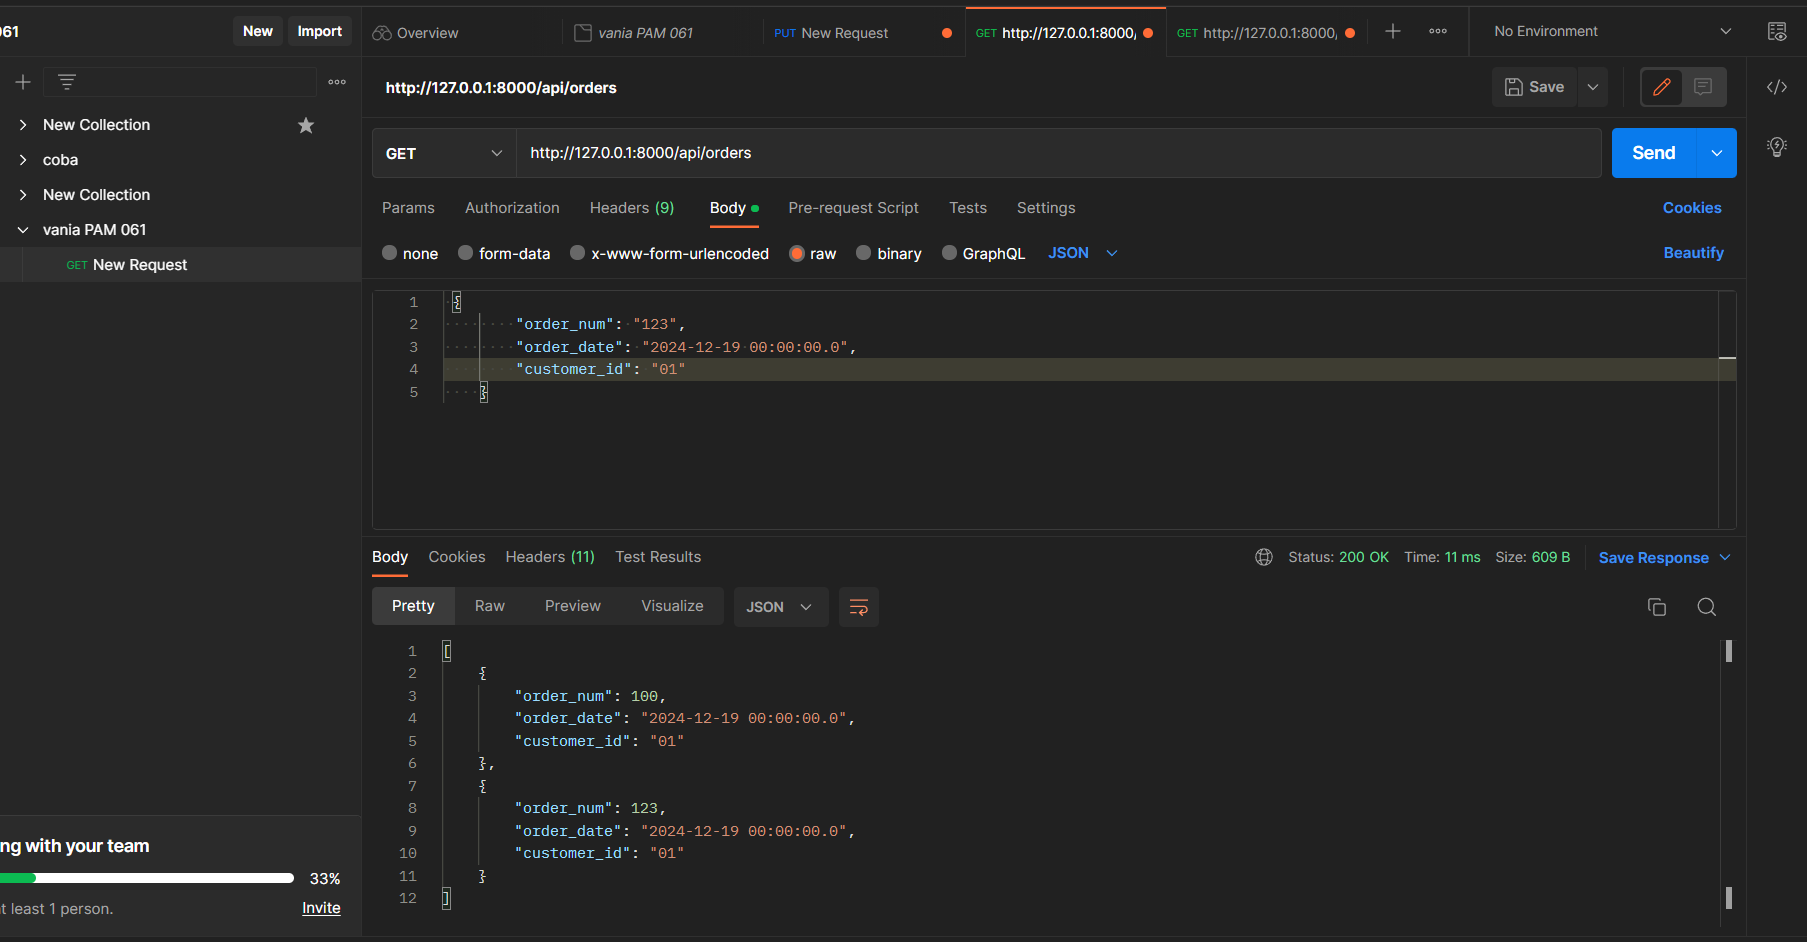 061
New
Import
Overview
vania PAM 061
PUT New Request
GET http://127.0.0.1:8000/
GET http://127.0.0.1:8000/
No Environment
http://127.0.0.1:8000/api/orders
Save
New Collection
coba
New Collection
vania PAM 061
GET New Request
GET
http://127.0.0.1:8000/api/orders
Send
Params
Authorization
Headers (9)
Body
Pre-request Script
Tests
Settings
Cookies
none
form-data
x-www-form-urlencoded
raw
binary
GraphQL
JSON
Beautify
1 {
2 "order_num": "123",
3 "order_date": "2024-12-19 00:00:00.0",
4 "customer_id": "01"
5 }
Body
Cookies
Headers (11)
Test Results
Status: 200 OK
Time: 11 ms
Size: 609 B
Save Response
Pretty
Raw
Preview
Visualize
JSON
1 [
2 {
3 "order_num": 100,
4 "order_date": "2024-12-19 00:00:00.0",
5 "customer_id": "01"
6 },
7 {
8 "order_num": 123,
9 "order_date": "2024-12-19 00:00:00.0",
10 "customer_id": "01"
11 }
12 ]
ng with your team
33%
t least 1 person.
Invite